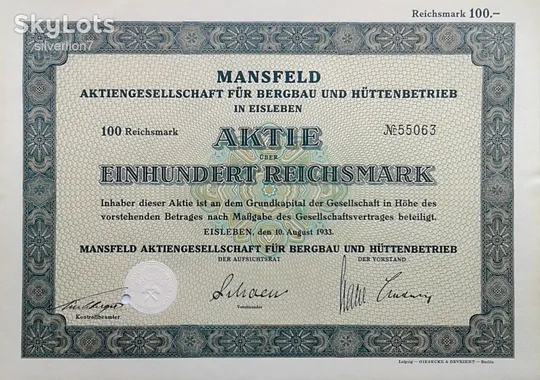 SkyLots
silverlion7
Reichsmark 100.–
MANSFELD
AKTIENGESELLSCHAFT FÜR BERGBAU UND HÜTTENBETRIEB
IN EISLEBEN
100 Reichsmark AKTIE № 55063
ÜBER
EINHUNDERT REICHSMARK
Inhaber dieser Aktie ist an dem Grundkapital der Gesellschaft in Höhe des
vorstehenden Betrages nach Maßgabe des Gesellschaftsvertrages beteiligt.
EISLEBEN, den 10. August 1933.
MANSFELD AKTIENGESELLSCHAFT FÜR BERGBAU UND HÜTTENBETRIEB
DER AUFSICHTSRAT DER VORSTAND
Vorsitzender
Kontrollbeamter
Leipzig — GIESECKE & DEVRIENT — Berlin